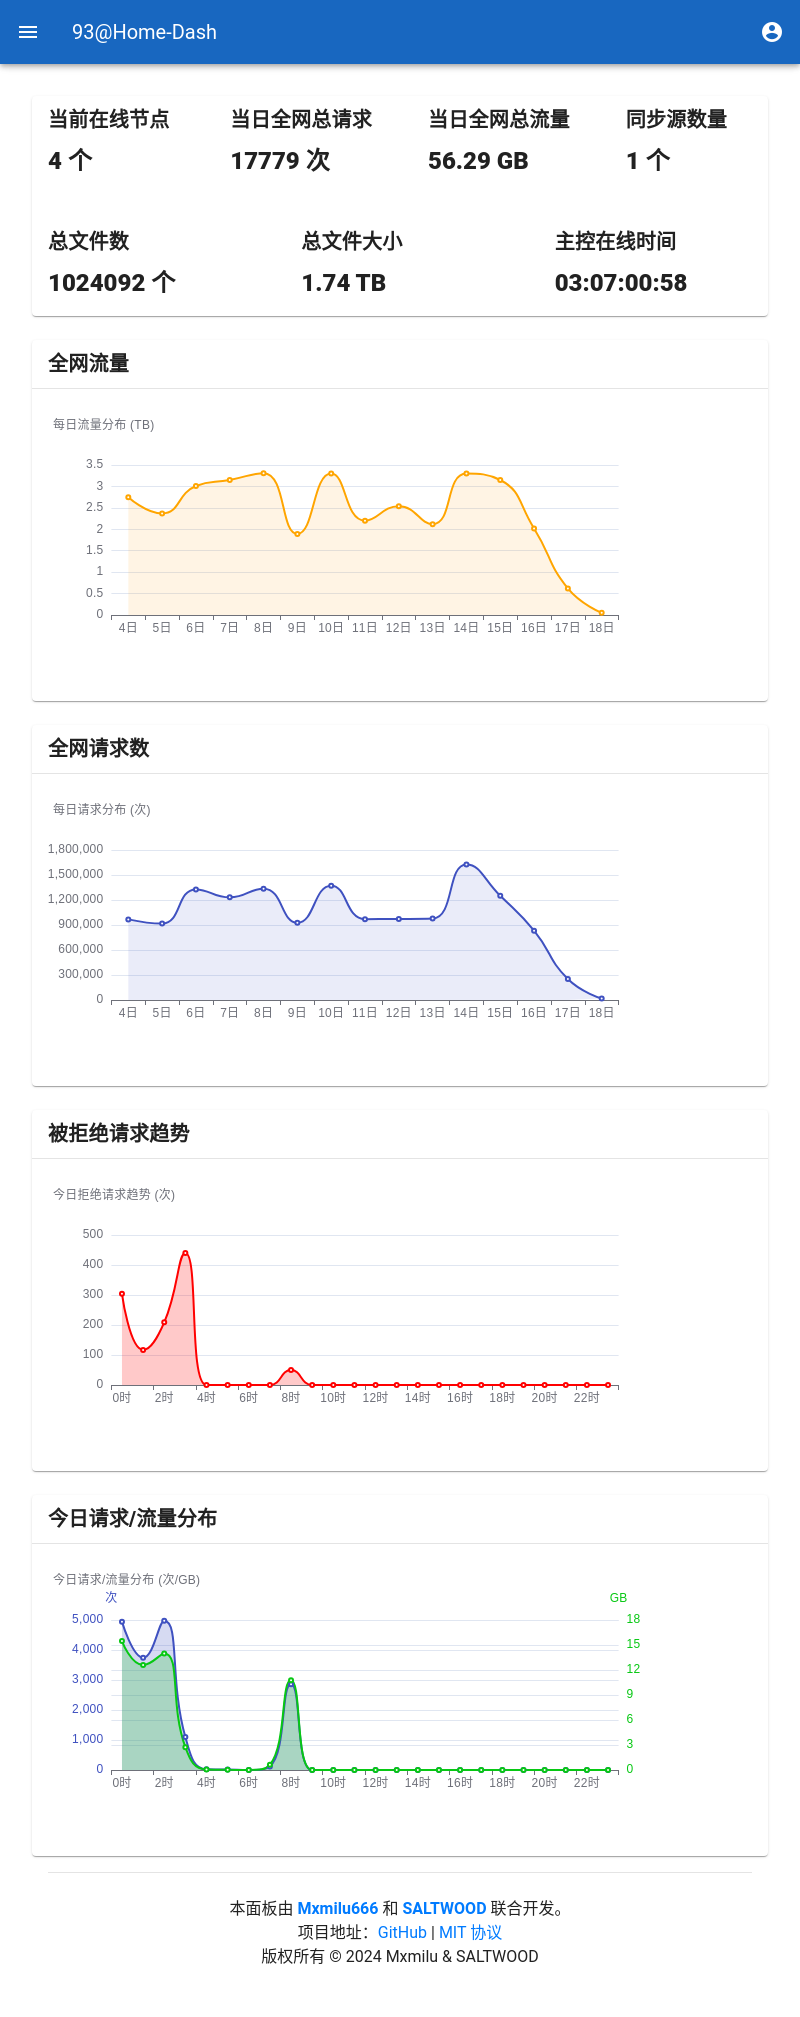 93@Home-Dash
当前在线节点 当日全网总请求 当日全网总流量 同步源数量
4 个 17779 次 56.29 GB 1 个
总文件数 总文件大小 主控在线时间
1024092 个 1.74 TB 03:07:00:58
全网流量
每日流量分布 (TB)
3.5
3
2.5
2
1.5
1
0.5
0
4日 5日 6日 7日 8日 9日 10日 11日 12日 13日 14日 15日 16日 17日 18日
全网请求数
每日请求分布 (次)
1,800,000
1,500,000
1,200,000
900,000
600,000
300,000
0
4日 5日 6日 7日 8日 9日 10日 11日 12日 13日 14日 15日 16日 17日 18日
被拒绝请求趋势
今日拒绝请求趋势 (次)
500
400
300
200
100
0
0时 2时 4时 6时 8时 10时 12时 14时 16时 18时 20时 22时
今日请求/流量分布
今日请求/流量分布 (次/GB)
次 GB
5,000 18
4,000 15
3,000 12
2,000 9
1,000 6
0 3
0
0时 2时 4时 6时 8时 10时 12时 14时 16时 18时 20时 22时
本面板由 Mxmilu666 和 SALTWOOD 联合开发。
项目地址：GitHub | MIT 协议
版权所有 © 2024 Mxmilu & SALTWOOD